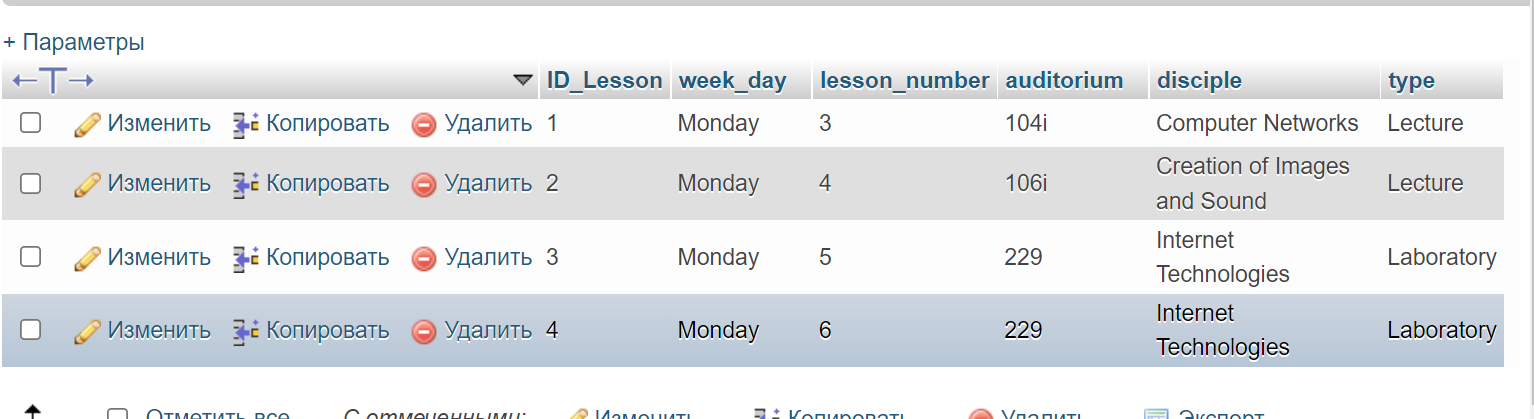 + Параметры
←T→ ID_Lesson week_day lesson_number auditorium disciple type
Изменить Копировать Удалить 1 Monday 3 104i Computer Networks Lecture
Изменить Копировать Удалить 2 Monday 4 106i Creation of Images
and Sound Lecture
Изменить Копировать Удалить 3 Monday 5 229 Internet
Technologies Laboratory
Изменить Копировать Удалить 4 Monday 6 229 Internet
Technologies Laboratory
Отметить все С отмеченными: Изменить Копировать Удалить Экспорт